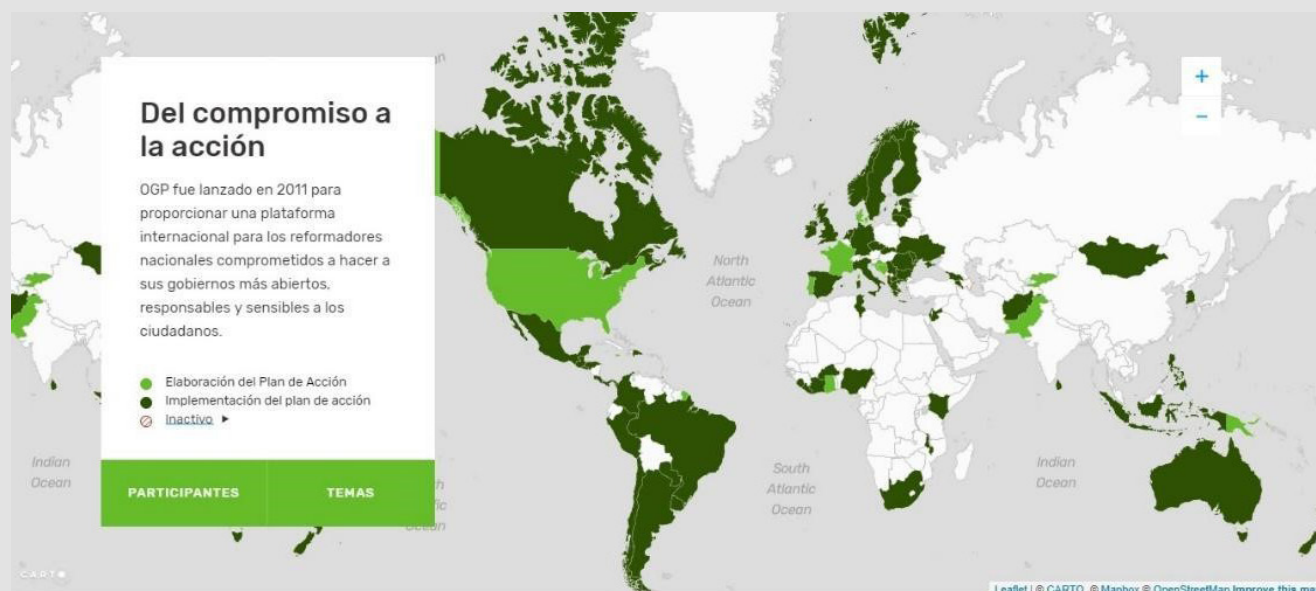 Del compromiso a
la acción
OGP fue lanzado en 2011 para
proporcionar una plataforma
internacional para los reformadores
nacionales comprometidos a hacer a
sus gobiernos más abiertos,
responsables y sensibles a los
ciudadanos.
Elaboración del Plan de Acción
Implementación del plan de acción
Inactivo
PARTICIPANTES
TEMAS
+
−
North
Atlantic
Ocean
South
Atlantic
Ocean
Indian
Ocean
Indian
Ocean
Ocean
CARTO
Leaflet | © CARTO, © Mapbox © OpenStreetMap Improve this ma